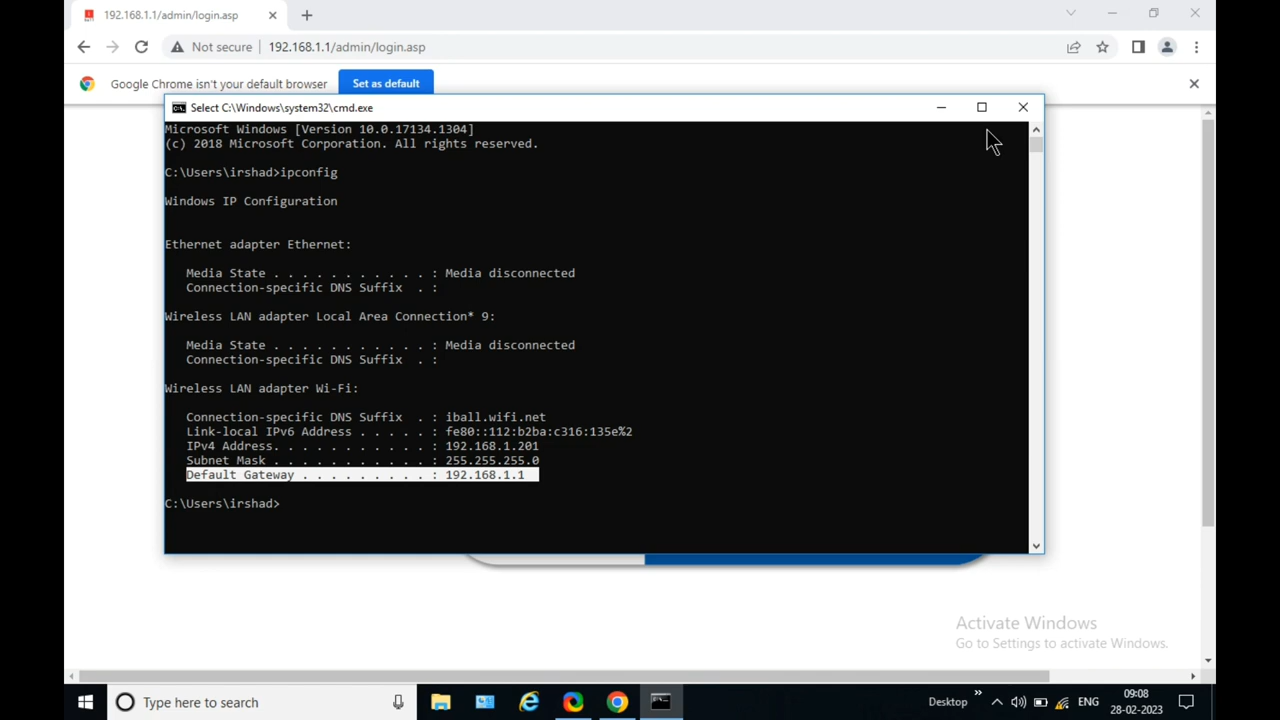 192.168.1.1/admin/login.asp
Not secure 192.168.1.1/admin/login.asp
Google Chrome isn't your default browser Set as default
Select C:\Windows\system32\cmd.exe
Microsoft Windows [Version 10.0.17134.1304]
(c) 2018 Microsoft Corporation. All rights reserved.
C:\Users\irshad>ipconfig
Windows IP Configuration
Ethernet adapter Ethernet:
Media State . . . . . . . . . . . : Media disconnected
Connection-specific DNS Suffix  . :
Wireless LAN adapter Local Area Connection* 9:
Media State . . . . . . . . . . . : Media disconnected
Connection-specific DNS Suffix  . :
Wireless LAN adapter Wi-Fi:
Connection-specific DNS Suffix  . : iball.wifi.net
Link-local IPv6 Address . . . . . : fe80::112:b2ba:c316:135e%2
IPv4 Address. . . . . . . . . . . : 192.168.1.201
Subnet Mask . . . . . . . . . . . : 255.255.255.0
Default Gateway . . . . . . . . . : 192.168.1.1
C:\Users\irshad>
Activate Windows
Go to Settings to activate Windows.
Type here to search
Desktop
ENG
09:08
28-02-2023